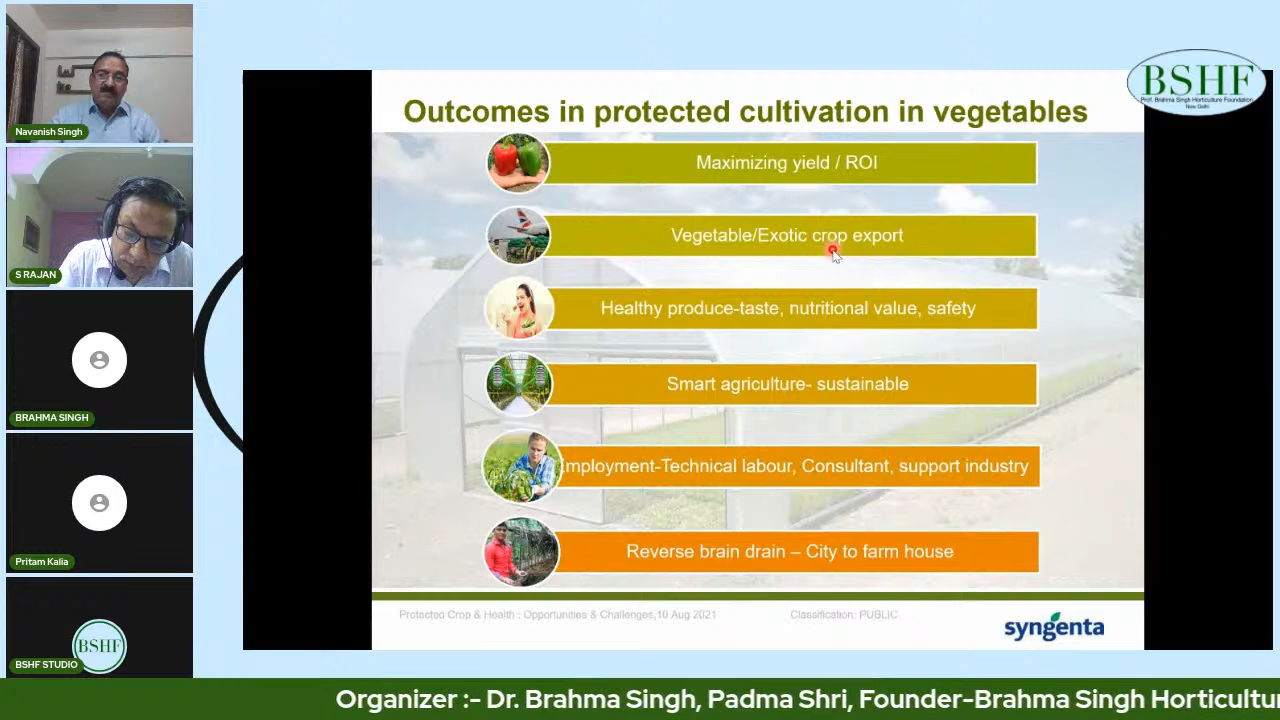 Navanish Singh
S RAJAN
BRAHMA SINGH
Pritam Kalia
BSHF
BSHF STUDIO
BSHF
Prof. Brahma Singh Horticulture Foundation
New Delhi
Outcomes in protected cultivation in vegetables
Maximizing yield / ROI
Vegetable/Exotic crop export
Healthy produce-taste, nutritional value, safety
Smart agriculture- sustainable
Employment-Technical labour, Consultant, support industry
Reverse brain drain – City to farm house
Protected Crop & Health : Opportunities & Challenges,10 Aug 2021
Classification: PUBLIC
syngenta
Organizer :- Dr. Brahma Singh, Padma Shri, Founder-Brahma Singh Horticultu